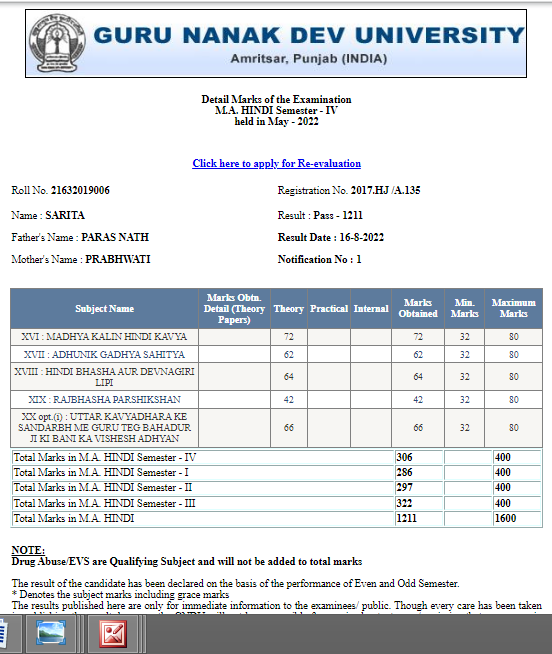 GURU NANAK DEV UNIVERSITY
Amritsar, Punjab (INDIA)
Detail Marks of the Examination
M.A. HINDI Semester - IV
held in May - 2022
Click here to apply for Re-evaluation
Roll No. 21632019006 Registration No. 2017.HJ /A.135
Name : SARITA Result : Pass - 1211
Father's Name : PARAS NATH Result Date : 16-8-2022
Mother's Name : PRABHWATI Notification No : 1
Subject Name Marks Obtn. Detail (Theory Papers) Theory Practical Internal Marks Obtained Min. Marks Maximum Marks
XVI : MADHYA KALIN HINDI KAVYA 72 72 32 80
XVII : ADHUNIK GADHYA SAHITYA 62 62 32 80
XVIII : HINDI BHASHA AUR DEVNAGIRI LIPI 64 64 32 80
XIX : RAJBHASHA PARSHIKSHAN 42 42 32 80
XX opt.(i) : UTTAR KAVYADHARA KE SANDARBH ME GURU TEG BAHADUR JI KI BANI KA VISHESH ADHYAN 66 66 32 80
Total Marks in M.A. HINDI Semester - IV 306 400
Total Marks in M.A. HINDI Semester - I 286 400
Total Marks in M.A. HINDI Semester - II 297 400
Total Marks in M.A. HINDI Semester - III 322 400
Total Marks in M.A. HINDI 1211 1600
NOTE:
Drug Abuse/EVS are Qualifying Subject and will not be added to total marks
The result of the candidate has been declared on the basis of the performance of Even and Odd Semester.
* Denotes the subject marks including grace marks
The results published here are only for immediate information to the examinees/ public. Though every care has been taken